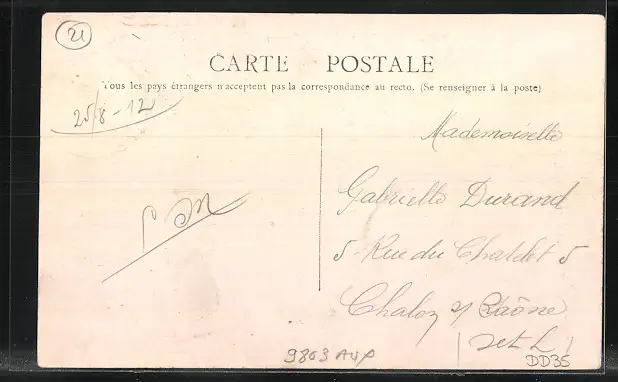 21
CARTE POSTALE
Tous les pays étrangers n'acceptent pas la correspondance au recto. (Se renseigner à la poste)
25/8-12
Mademoiselle
Gabrielle Durand
5 Rue du Chatelet 5
Chalon s/ Saône
S et L
9803 AVP
DD35